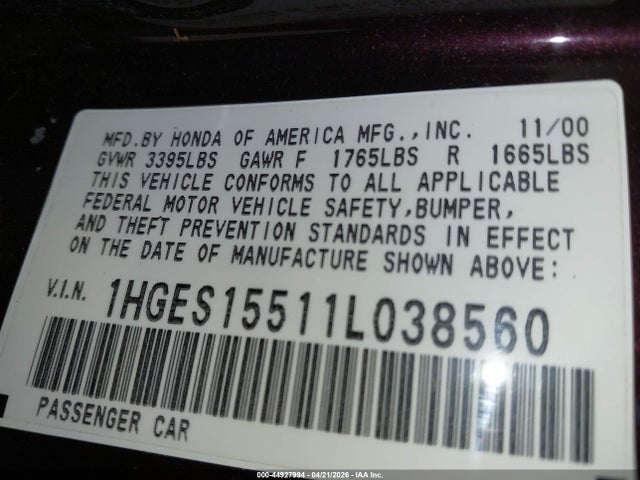 MFD.BY HONDA OF AMERICA MFG.,INC. 11/00
GVWR 3395LBS GAWR F 1765LBS R 1665LBS
THIS VEHICLE CONFORMS TO ALL APPLICABLE
FEDERAL MOTOR VEHICLE SAFETY,BUMPER,
AND THEFT PREVENTION STANDARDS IN EFFECT
ON THE DATE OF MANUFACTURE SHOWN ABOVE:
V.I.N. 1HGES15511L038560
PASSENGER CAR
000-44927994 - 04/21/2026 - IAA Inc.